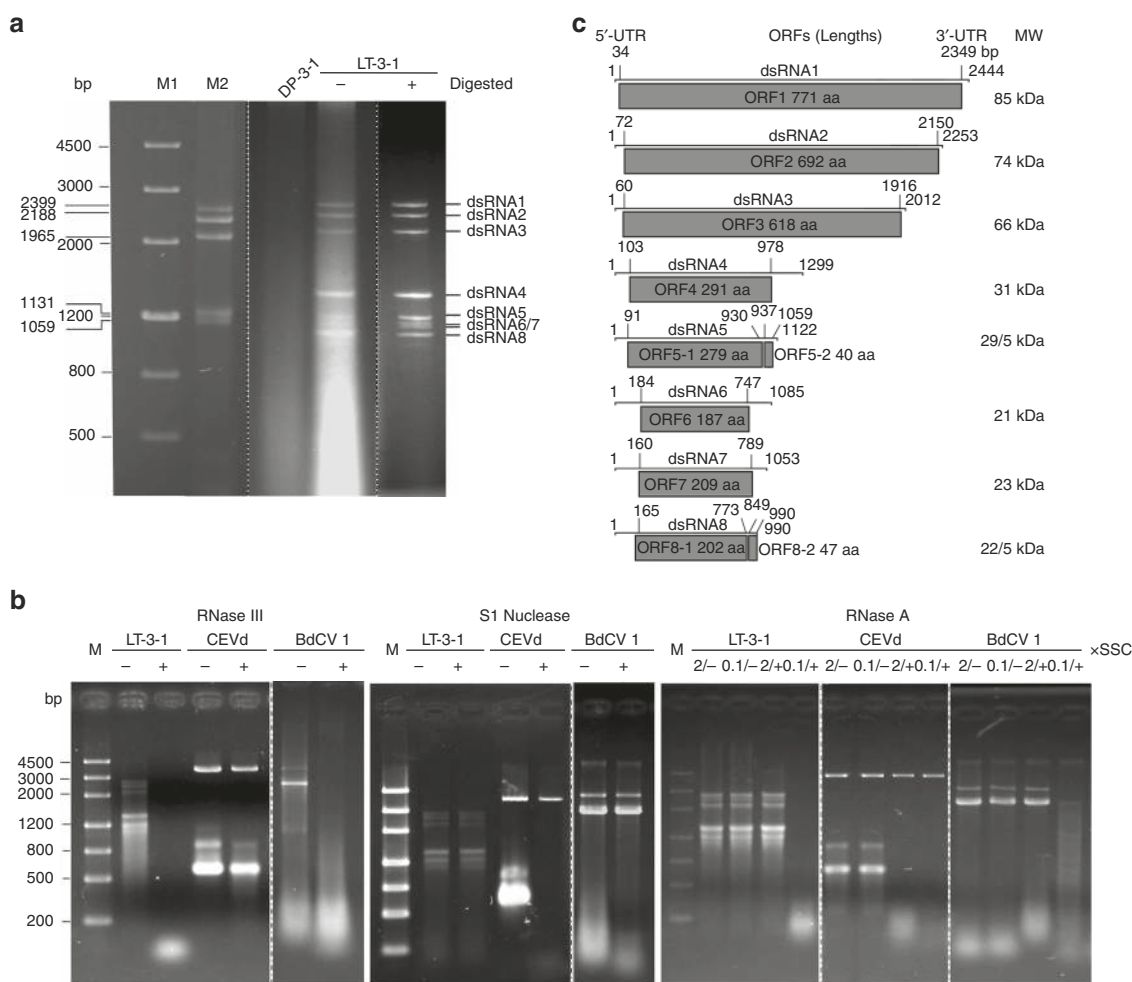 a
LT-3-1
bp M1 M2 DP-3-1 – + Digested
4500
3000
2399
2188
1965
2000
1131
1200
1059
800
500
dsRNA1
dsRNA2
dsRNA3
dsRNA4
dsRNA5
dsRNA6/7
dsRNA8
c
5′-UTR ORFs (Lengths) 3′-UTR MW
34 2349 bp
1 dsRNA1 2444
ORF1 771 aa 85 kDa
72 2150
1 dsRNA2 2253
ORF2 692 aa 74 kDa
60 1916
1 dsRNA3 2012
ORF3 618 aa 66 kDa
103 978
1 dsRNA4 1299
ORF4 291 aa 31 kDa
91 930 937 1059
1 dsRNA5 1122
ORF5-1 279 aa ORF5-2 40 aa 29/5 kDa
184 747
1 dsRNA6 1085
ORF6 187 aa 21 kDa
160 789
1 dsRNA7 1053
ORF7 209 aa 23 kDa
165 773 849 990
1 dsRNA8 990
ORF8-1 202 aa ORF8-2 47 aa 22/5 kDa
b
RNase III S1 Nuclease RNase A
M LT-3-1 CEVd BdCV 1 LT-3-1 CEVd BdCV 1 M LT-3-1 CEVd BdCV 1 ×SSC
– + – + – + M – + – + – + 2/– 0.1/– 2/+0.1/+ 2/– 0.1/– 2/+0.1/+ 2/– 0.1/– 2/+0.1/+
bp
4500
3000
2000
1200
800
500
200